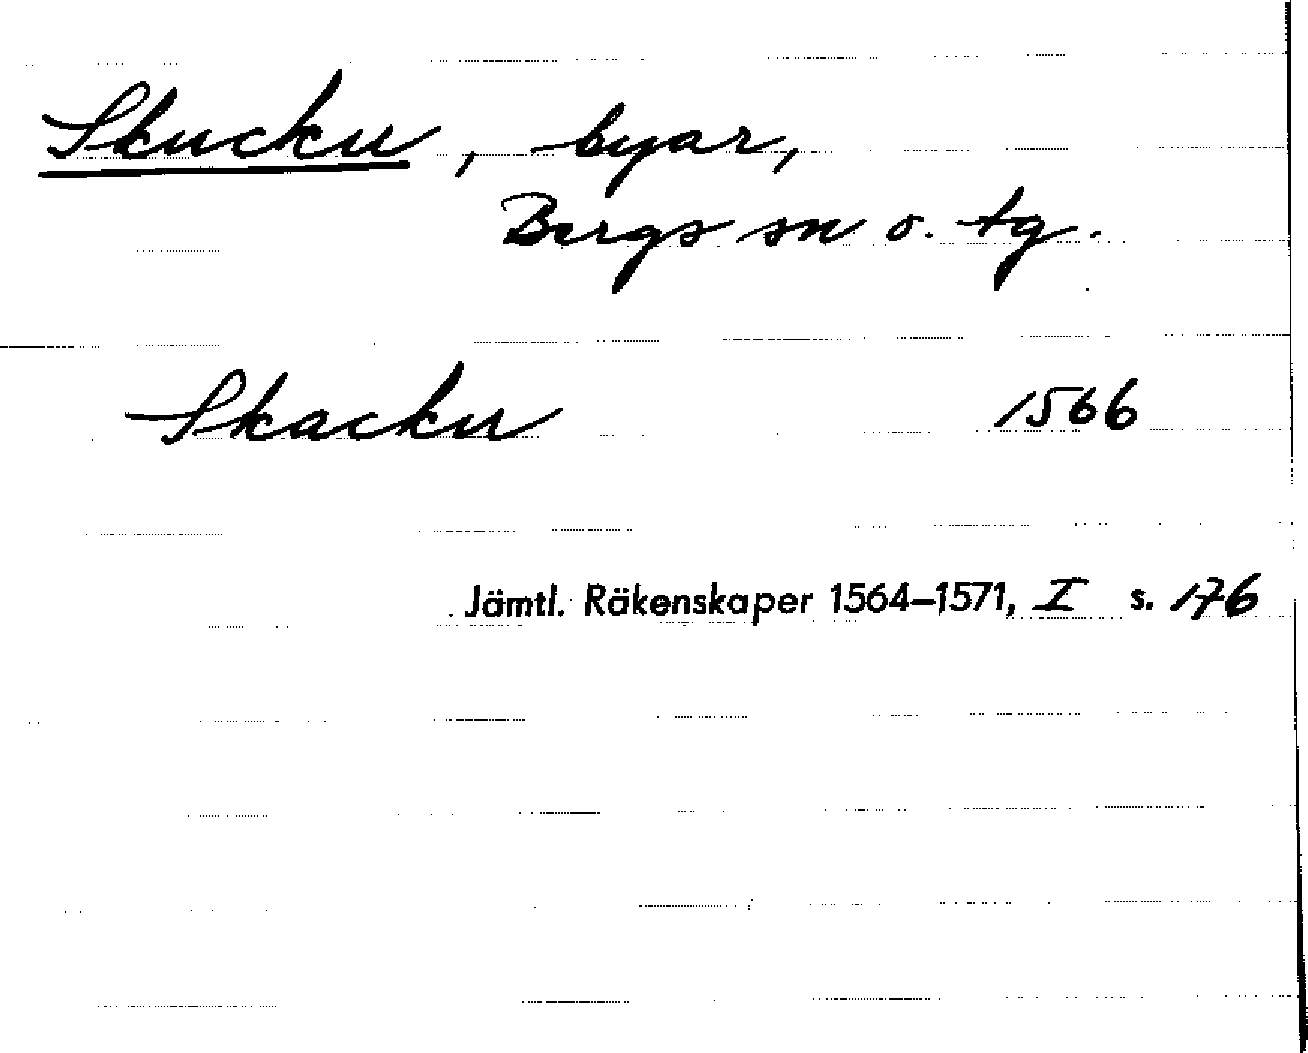 Skucku, byar,
Bergs sn o. tg.
Skacku 1566
Jämtl. Räkenskaper 1564–1571, I s. 176